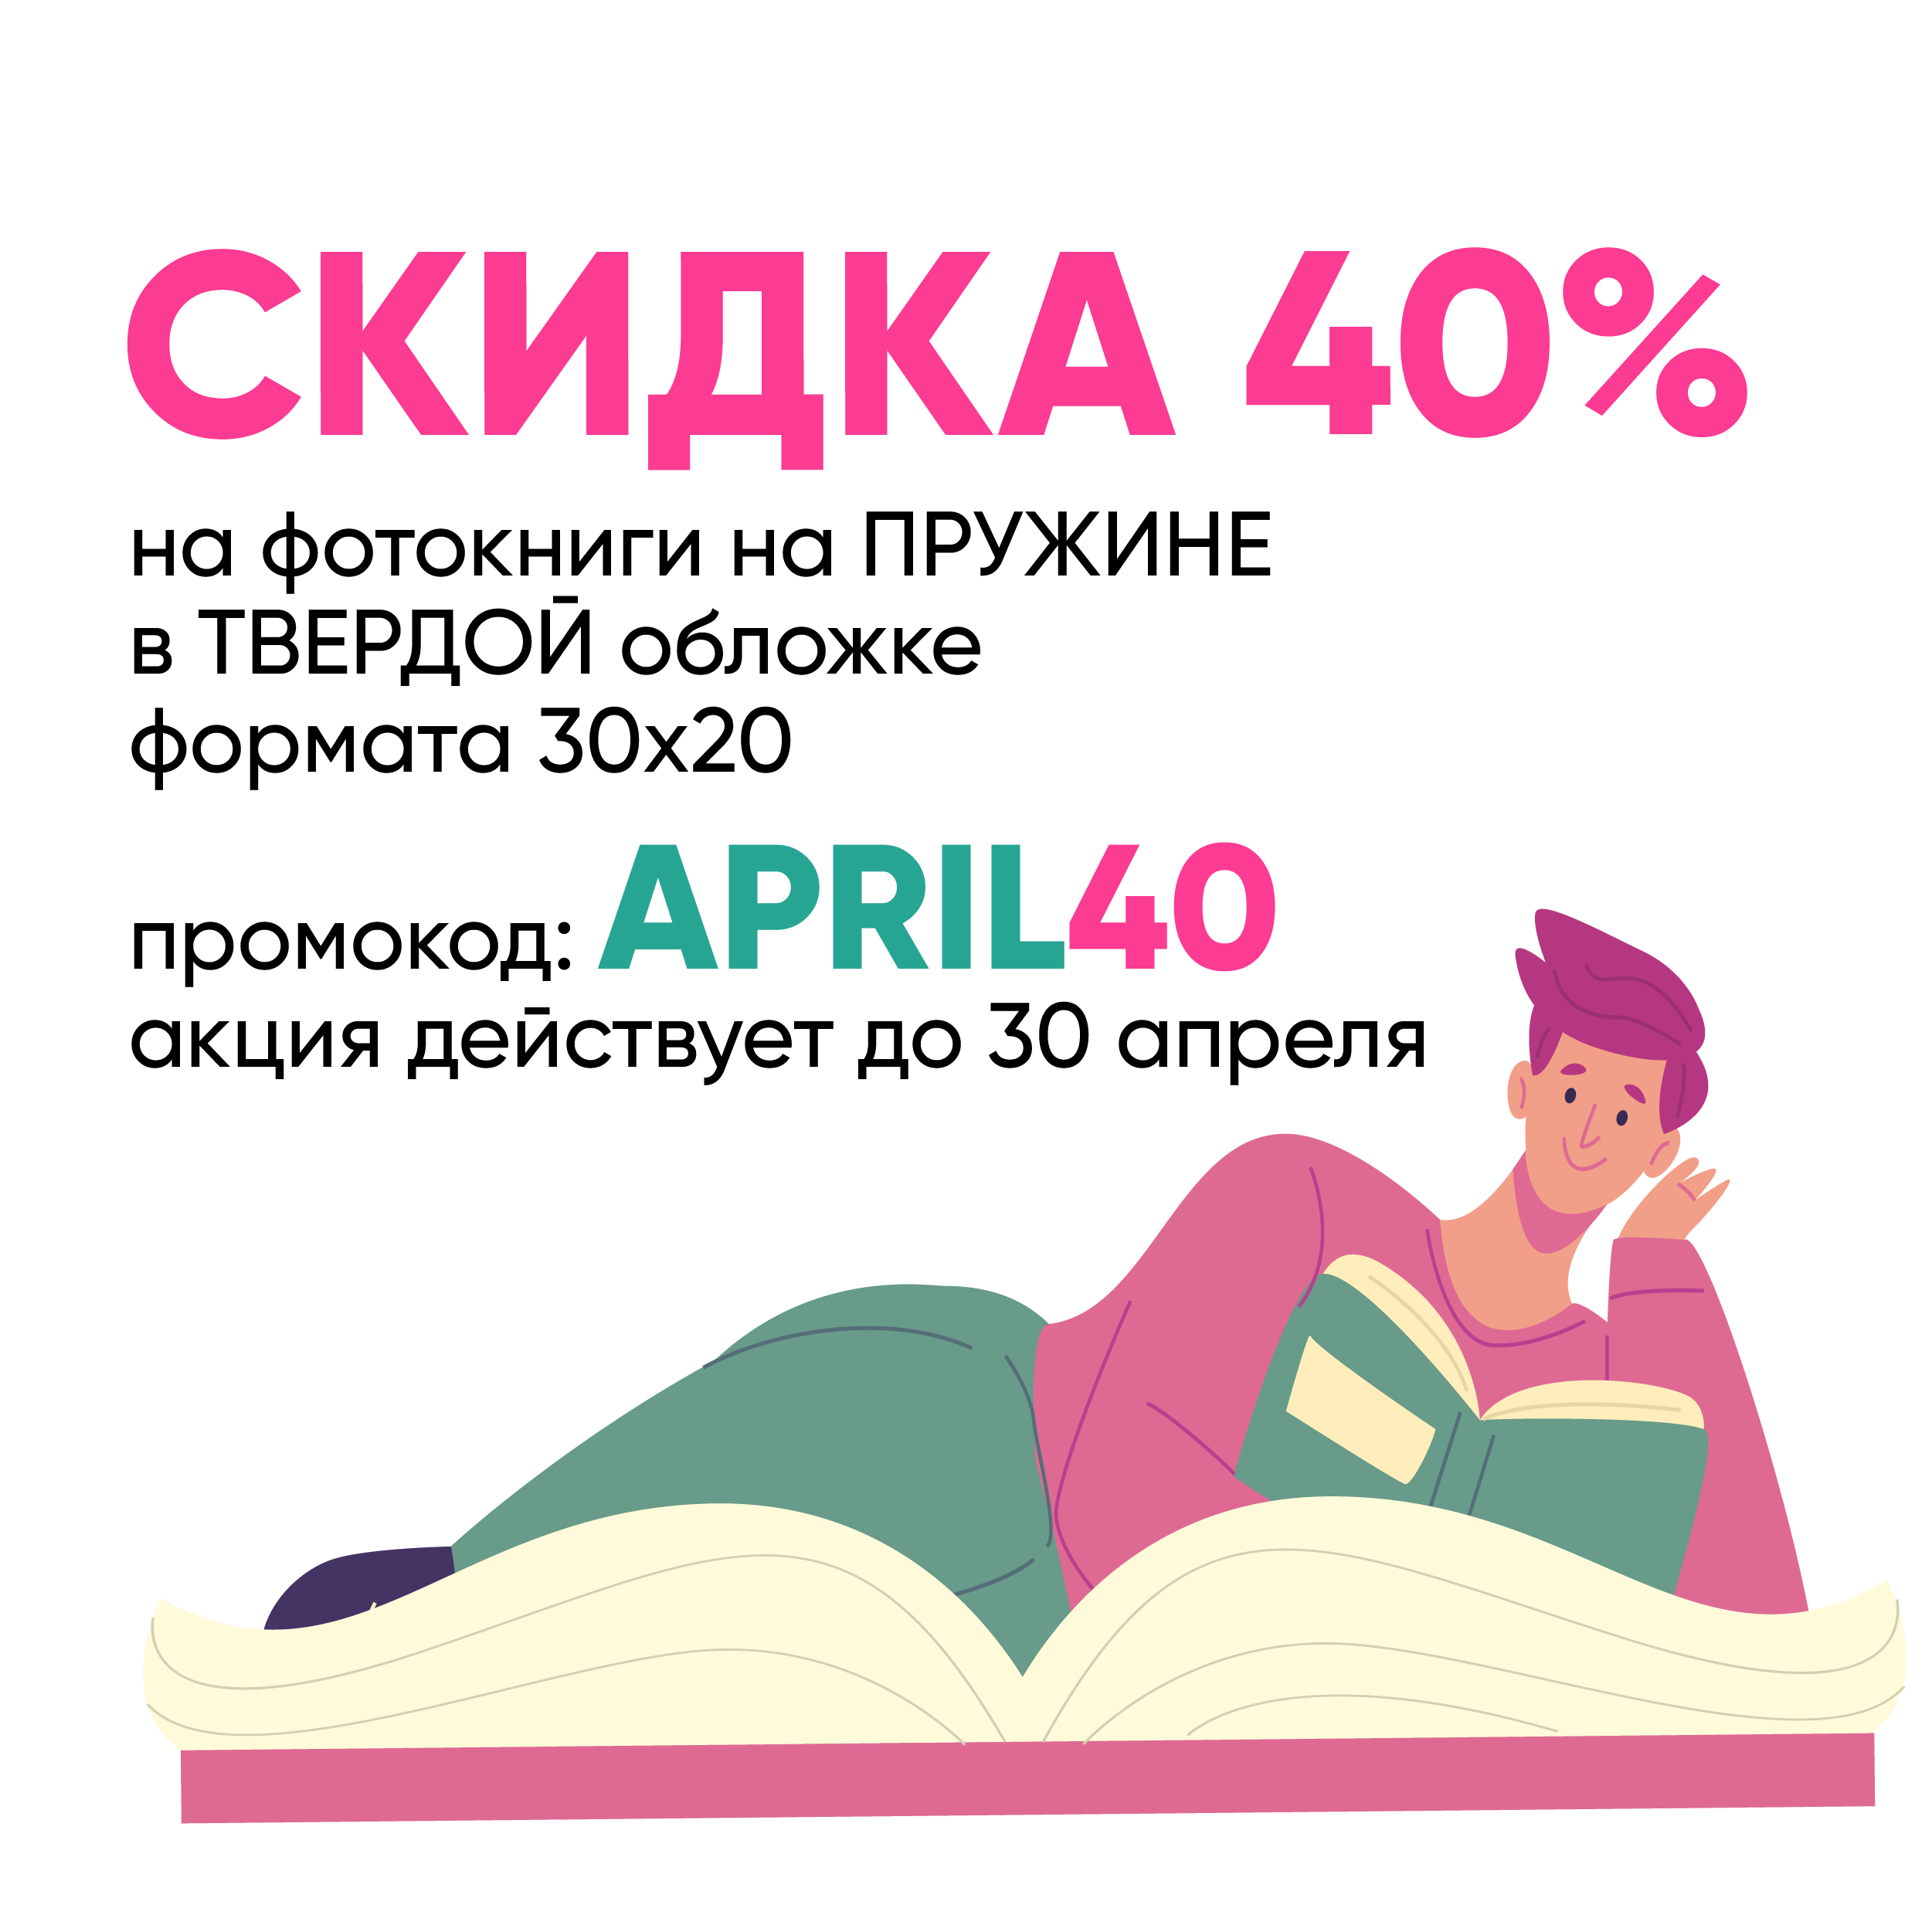 СКИДКА 40%
на фотокниги на ПРУЖИНЕ
в ТВЕРДОЙ обложке
формата 30х20
промокод: APRIL40
акция действует до 30 апреля